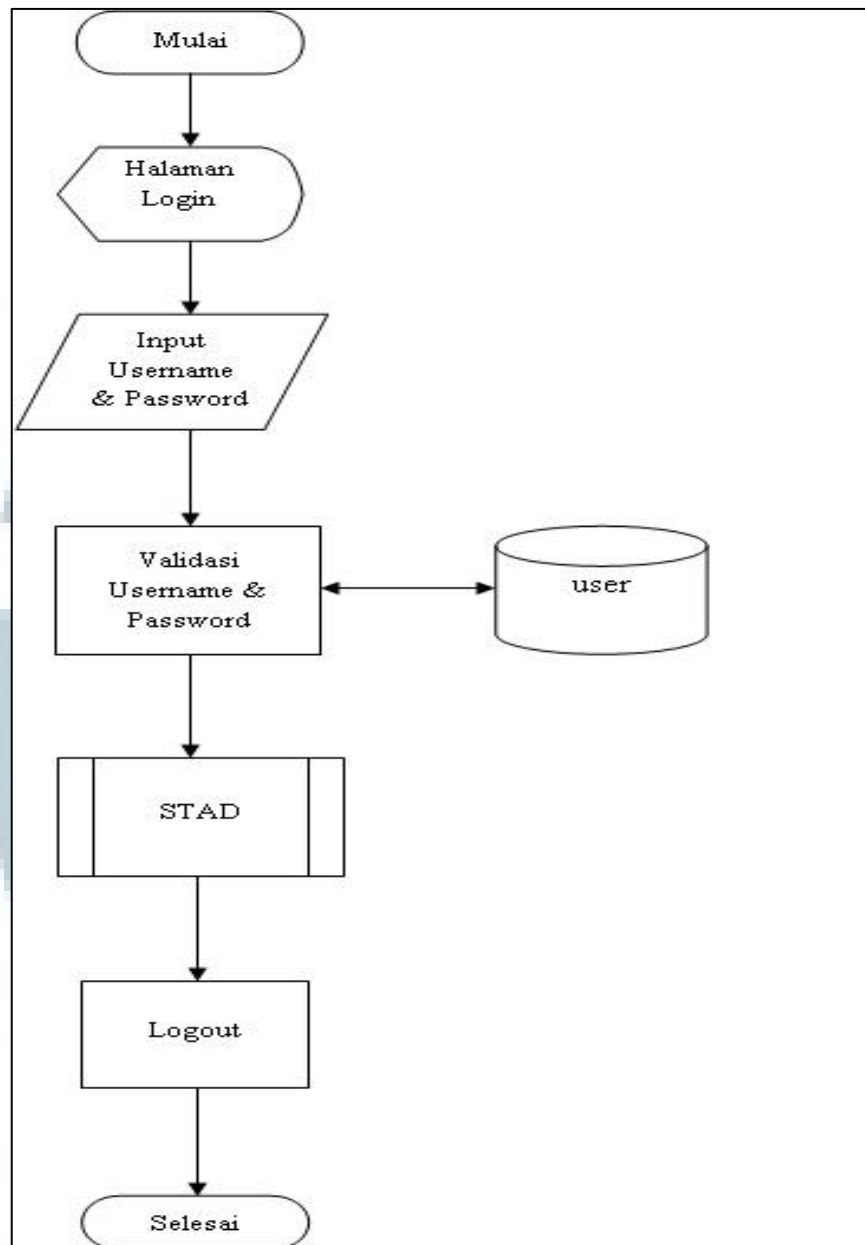 Mulai
Halaman
Login
Input
Username
& Password
Validasi
Username &
Password
user
STAD
Logout
Selesai